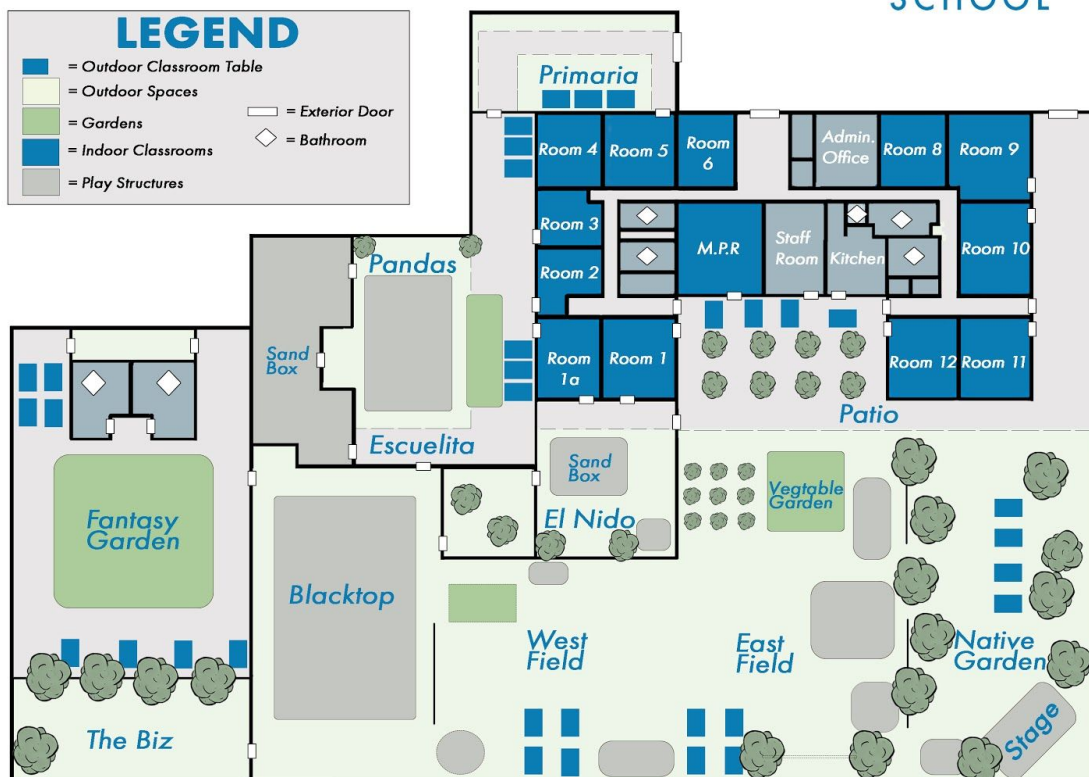 SCHOOL
LEGEND
= Outdoor Classroom Table
= Outdoor Spaces
= Gardens
= Indoor Classrooms
= Play Structures
= Exterior Door
= Bathroom
Primaria
Room 4
Room 5
Room
6
Admin.
Office
Room 8
Room 9
Room 3
Room 2
M.P.R
Staff
Room
Kitchen
Room 10
Pandas
Sand
Box
Room
1a
Room 1
Room 12
Room 11
Patio
Escuelita
Sand
Box
El Nido
Vegtable
Garden
Fantasy
Garden
Blacktop
West
Field
East
Field
Native
Garden
The Biz
Stage